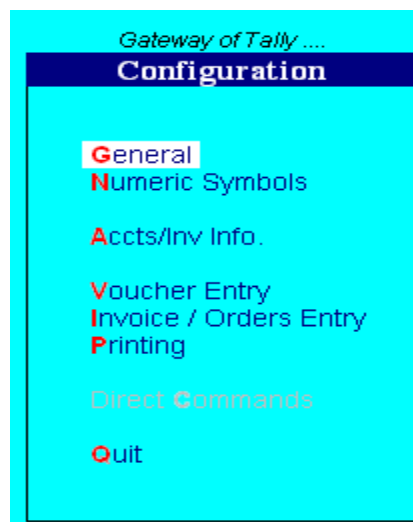 Gateway of Tally ....
Configuration
General
Numeric Symbols
Accts/Inv Info.
Voucher Entry
Invoice / Orders Entry
Printing
Direct Commands
Quit